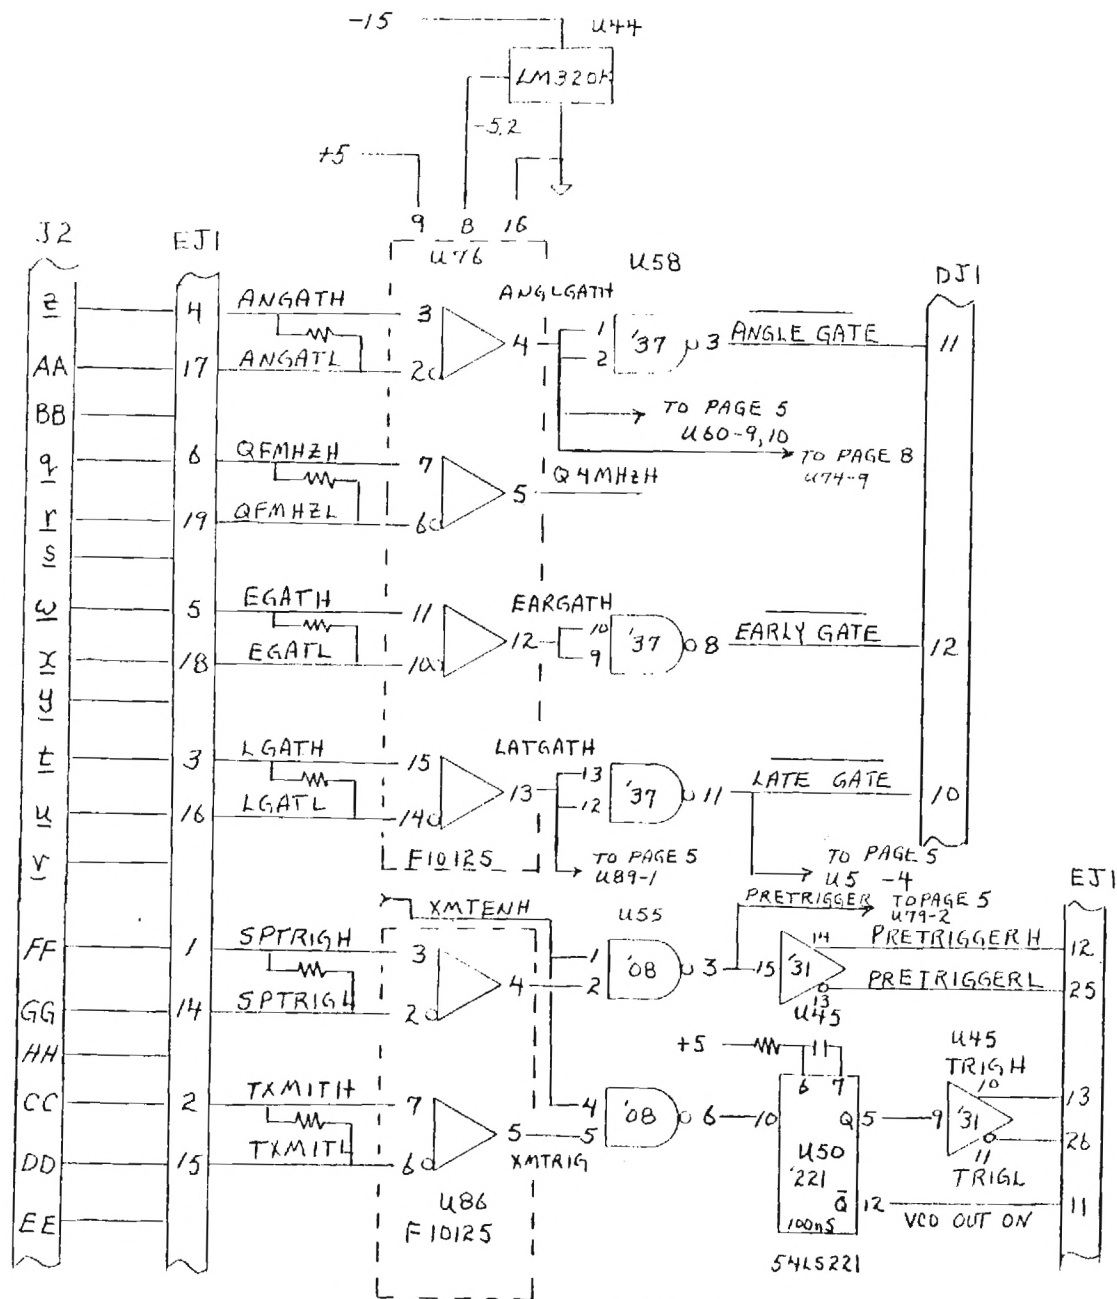 -15 U44
LM320H
-5.2
+5
9 8 16
J2 EJ1 U76 U58 DJ1
ANGLGATH
z 4 ANGATH 3 1 '37 3 ANGLE GATE 11
4 2
AA 17 ANGATL 2
BB
TO PAGE 5
U60-9,10
TO PAGE 8
U74-9
q 6 QFMHZH 7
5 Q4MHZH
r 19 QFMHZL 6
s
w 5 EGATH 11 EARGATH
12 10 '37 8 EARLY GATE 12
9
x 18 EGATL 10
y
t 3 LGATH 15 LATGATH
13 13 '37 11 LATE GATE 10
12
u 16 LGATL 14
v F10125
TO PAGE 5
U89-1
TO PAGE 5
U5 -4
EJ1
XMTENH U55 PRETRIGGER TO PAGE 5
U79-2
FF 1 SPTRIGH 3 1 '08 3 15 '31 14 PRETRIGGERH 12
4 2
13 PRETRIGGERL 25
GG 14 SPTRIGL 2 U45
HH
+5 U45
6 7 TRIGH
CC 2 TXMITH 7 4 '08 6 10 Q 5 9 '31 10 13
5 5 U50 26
XMTRIG '221 11
DD 15 TXMITL 6 TRIGL
U86 Q 12 VCO OUT ON 11
EE F10125 100nS
54LS221